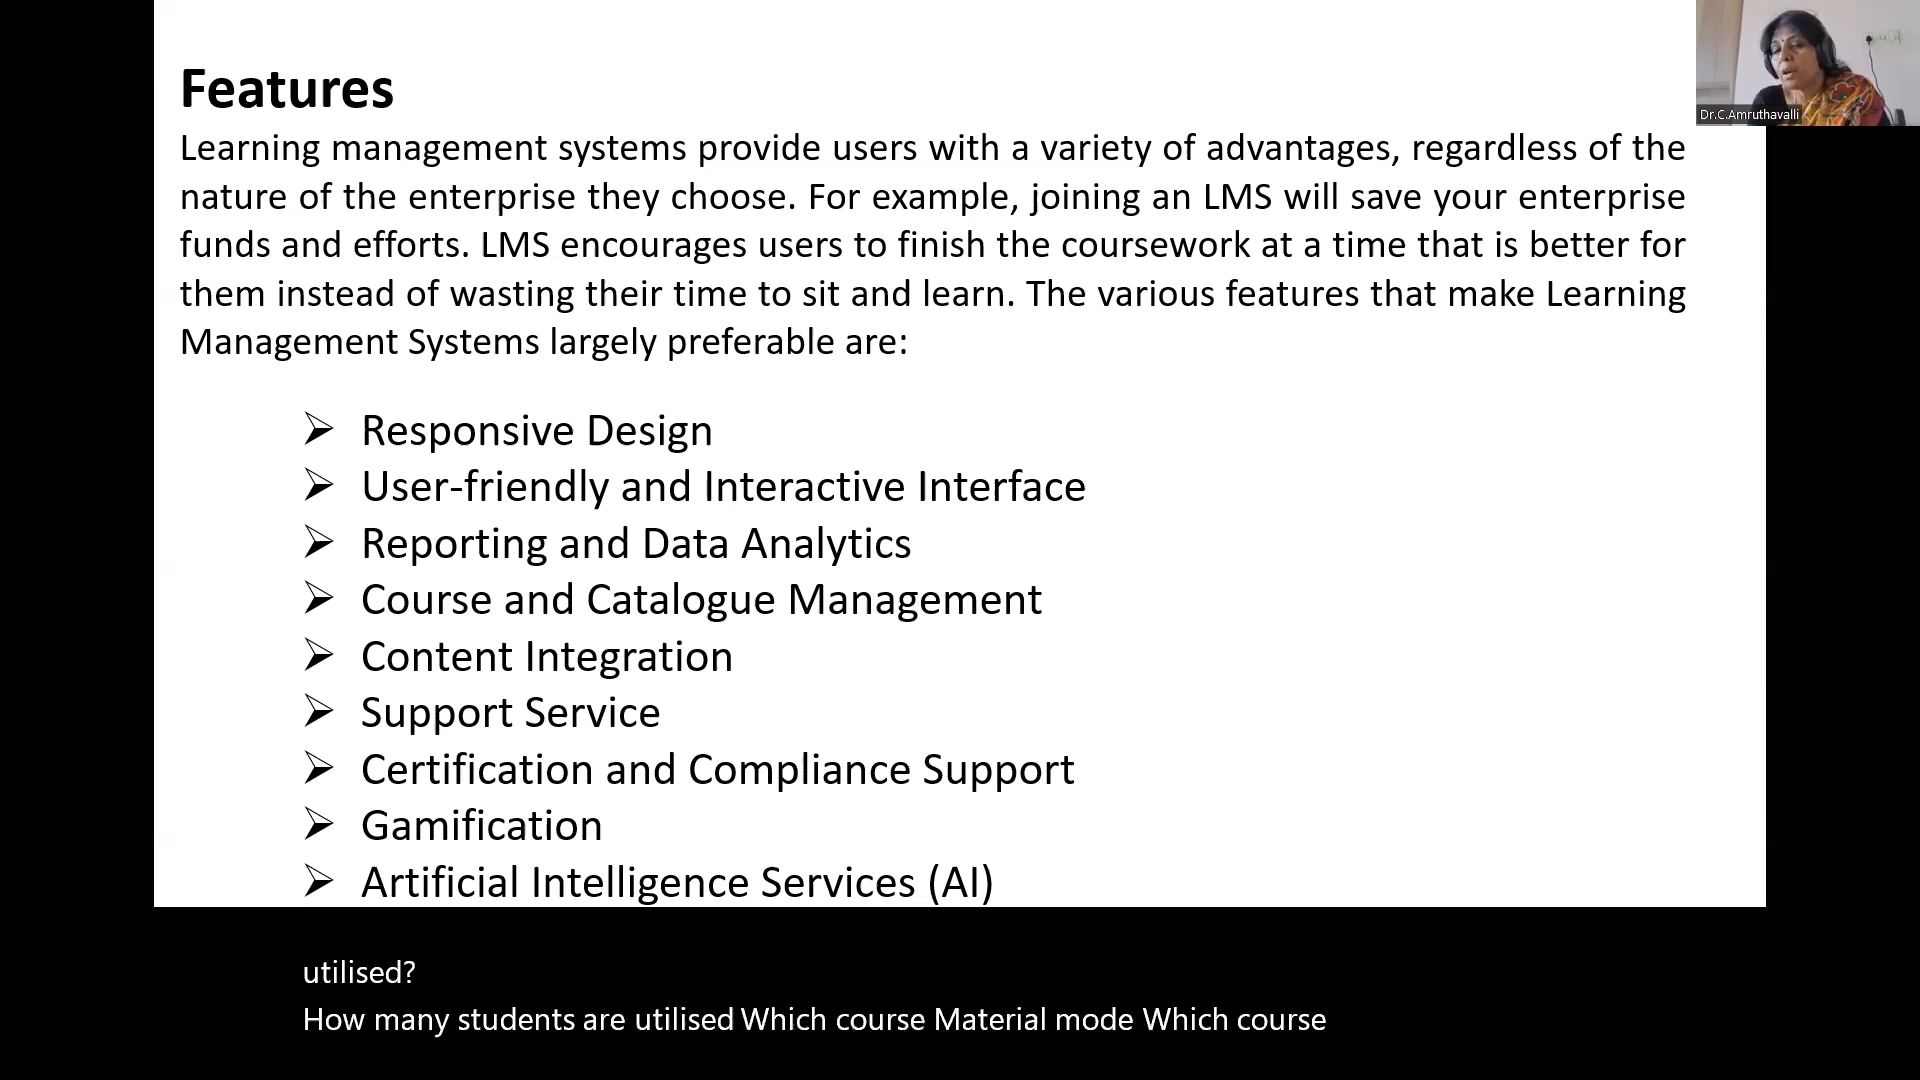 Features
Learning management systems provide users with a variety of advantages, regardless of the
nature of the enterprise they choose. For example, joining an LMS will save your enterprise
funds and efforts. LMS encourages users to finish the coursework at a time that is better for
them instead of wasting their time to sit and learn. The various features that make Learning
Management Systems largely preferable are:
Responsive Design
User-friendly and Interactive Interface
Reporting and Data Analytics
Course and Catalogue Management
Content Integration
Support Service
Certification and Compliance Support
Gamification
Artificial Intelligence Services (AI)
Dr.C.Amruthavalli
utilised?
How many students are utilised Which course Material mode Which course